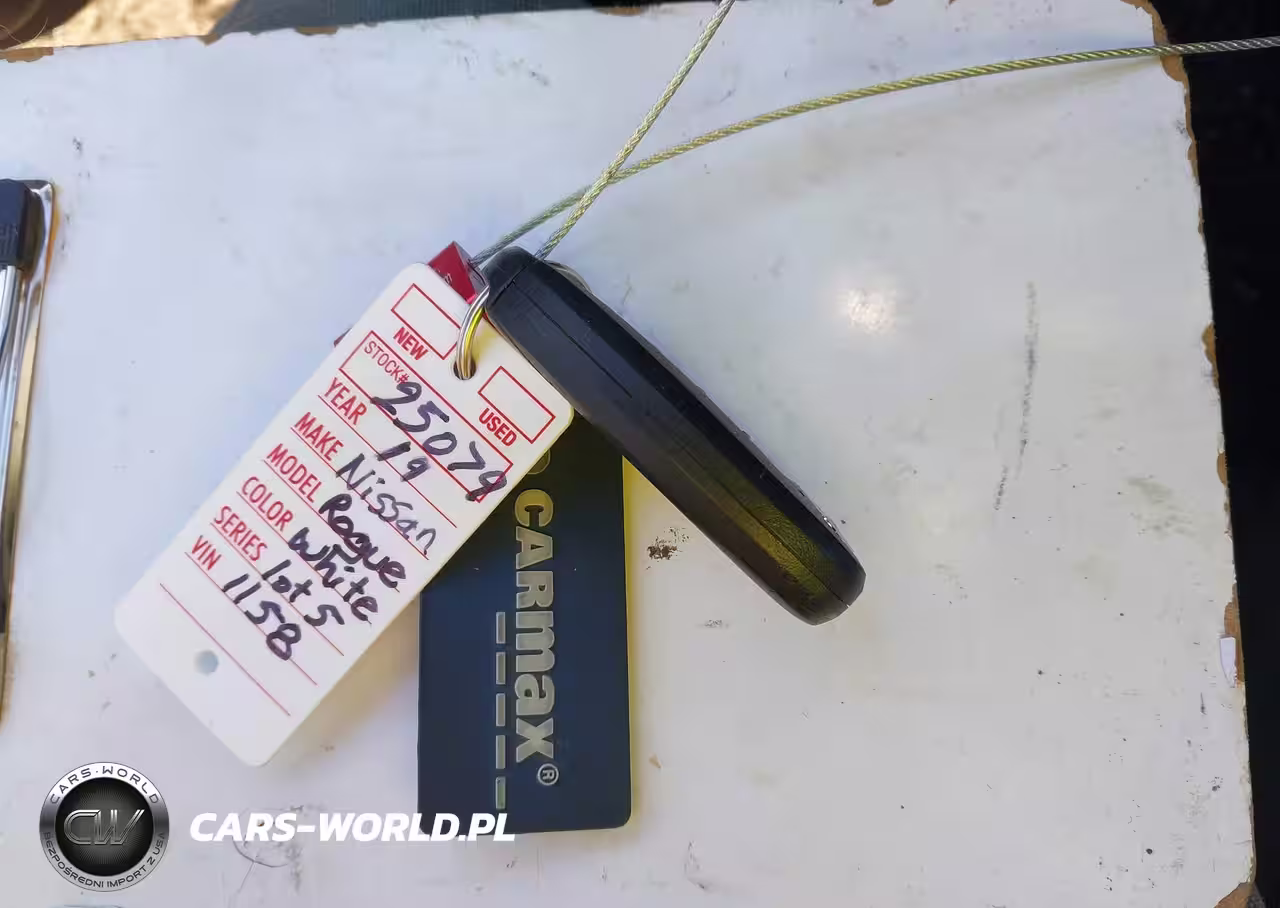 NEW
USED
STOCK# 25079
YEAR 19
MAKE Nissan
MODEL Rogue
COLOR White
SERIES lot 5
VIN 1158
CARMAX®
CARS-WORLD
CW
BEZPOŚREDNI IMPORT Z USA
CARS-WORLD.PL